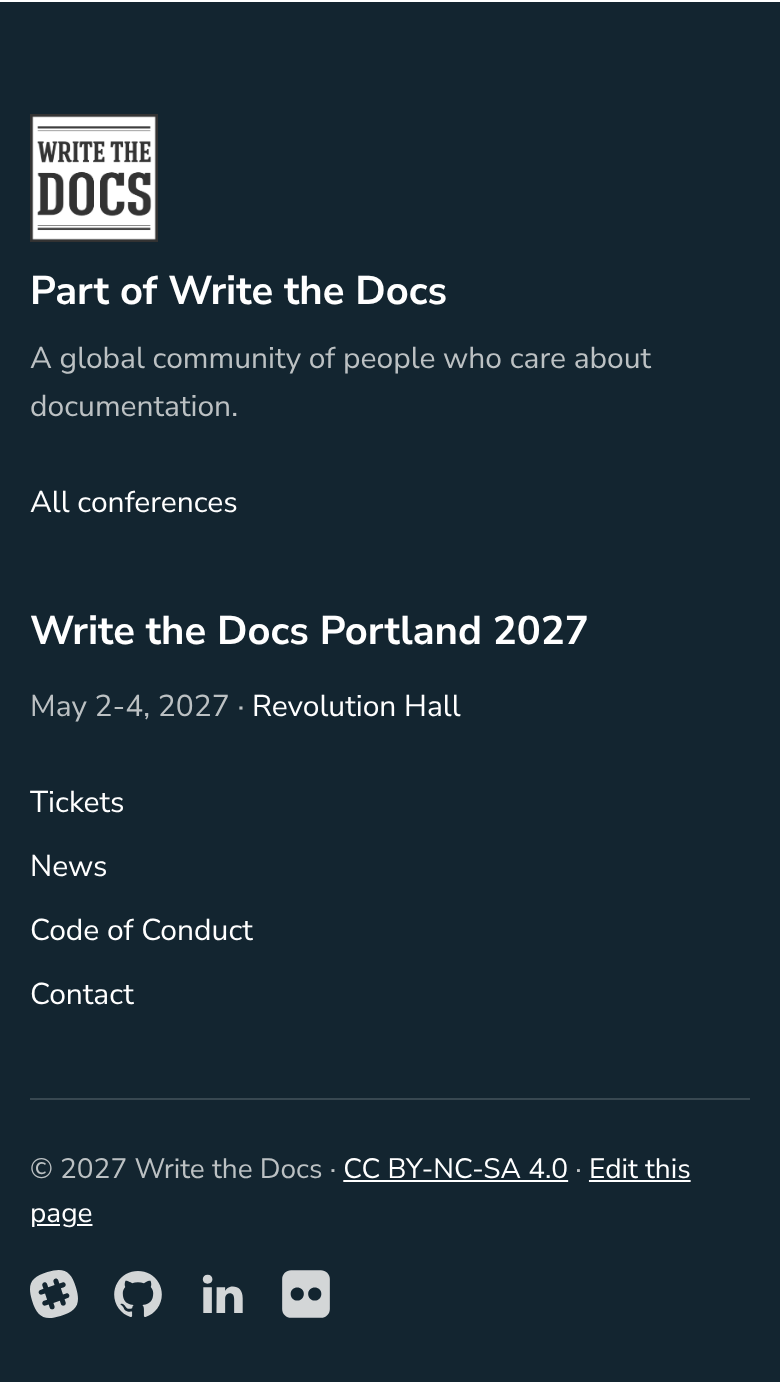 WRITE THE
DOCS
Part of Write the Docs
A global community of people who care about
documentation.
All conferences
Write the Docs Portland 2027
May 2-4, 2027 · Revolution Hall
Tickets
News
Code of Conduct
Contact
© 2027 Write the Docs · CC BY-NC-SA 4.0 · Edit this
page
in